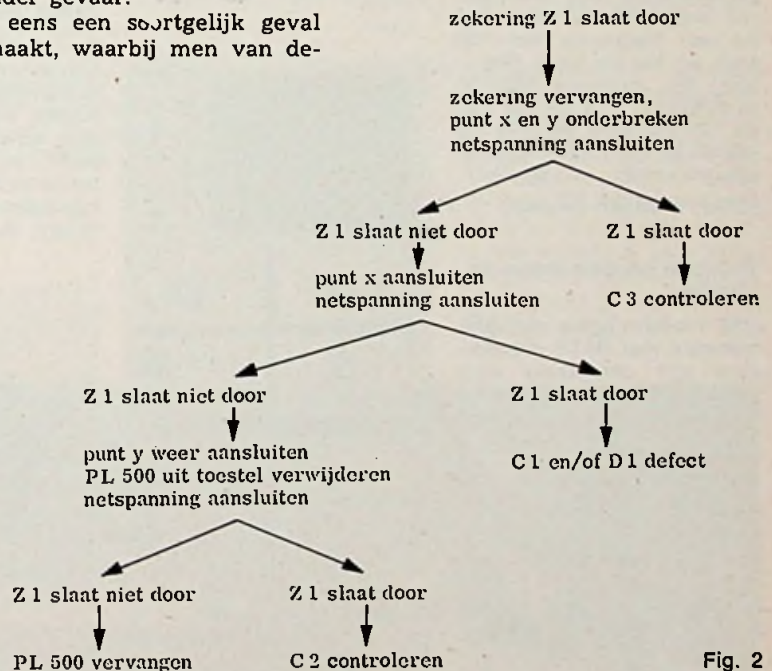 der gevaar.
eens een soortgelijk geval
naakt, waarbij men van de-
zekering Z 1 slaat door
zekering vervangen,
punt x en y onderbreken
netspanning aansluiten
Z 1 slaat niet door
Z 1 slaat door
punt x aansluiten
netspanning aansluiten
C 3 controleren
Z 1 slaat niet door
Z 1 slaat door
punt y weer aansluiten
PL 500 uit toestel verwijderen
netspanning aansluiten
C 1 en/of D 1 defect
Z 1 slaat niet door
Z 1 slaat door
PL 500 vervangen
C 2 controleren
Fig. 2